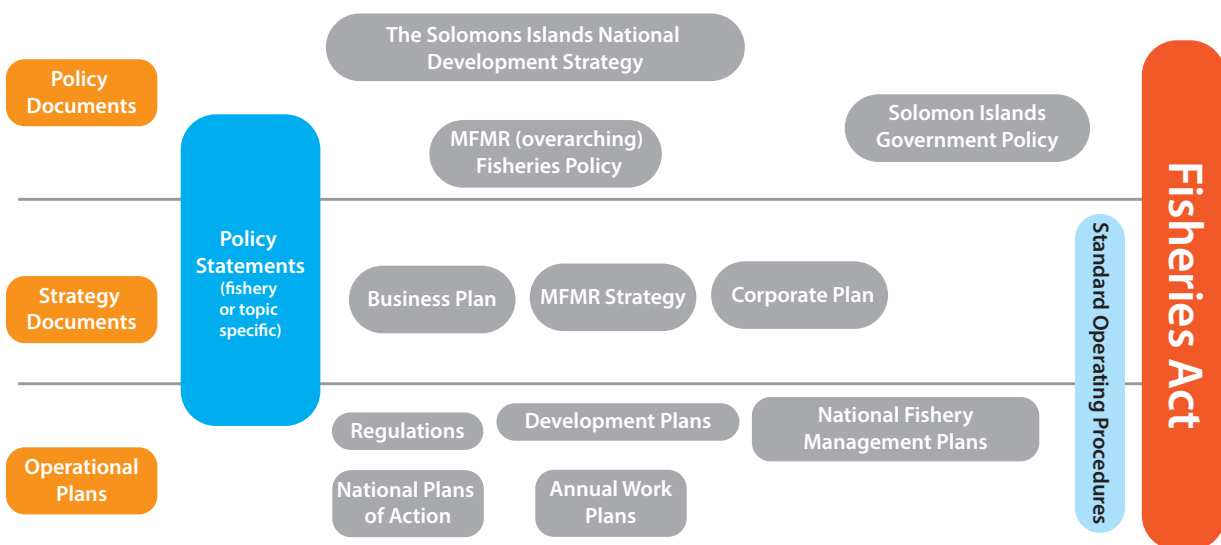 Policy
Documents
The Solomons Islands National
Development Strategy
MFMR (overarching)
Fisheries Policy
Solomon Islands
Government Policy
Policy
Statements
(fishery
or topic
specific)
Strategy
Documents
Business Plan
MFMR Strategy
Corporate Plan
Operational
Plans
Regulations
Development Plans
National Fishery
Management Plans
National Plans
of Action
Annual Work
Plans
Standard Operating Procedures
Fisheries Act